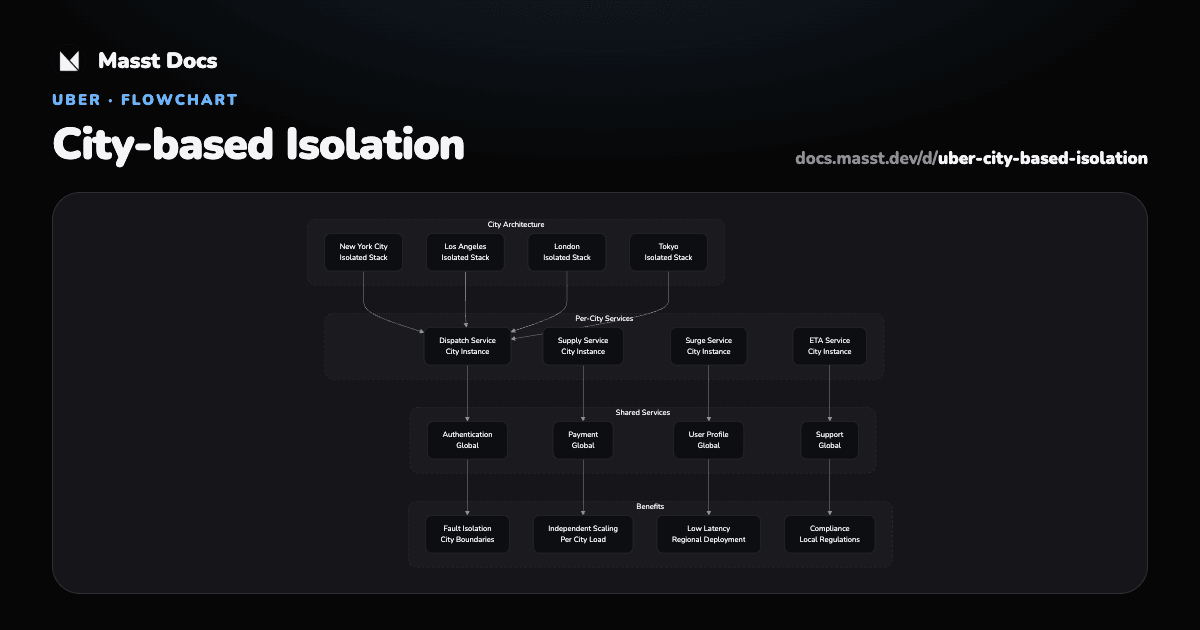 Masst Docs
UBER · FLOWCHART
City-based Isolation
docs.masst.dev/d/uber-city-based-isolation
City Architecture
New York City
Isolated Stack
Los Angeles
Isolated Stack
London
Isolated Stack
Tokyo
Isolated Stack
Per-City Services
Dispatch Service
City Instance
Supply Service
City Instance
Surge Service
City Instance
ETA Service
City Instance
Shared Services
Authentication
Global
Payment
Global
User Profile
Global
Support
Global
Benefits
Fault Isolation
City Boundaries
Independent Scaling
Per City Load
Low Latency
Regional Deployment
Compliance
Local Regulations